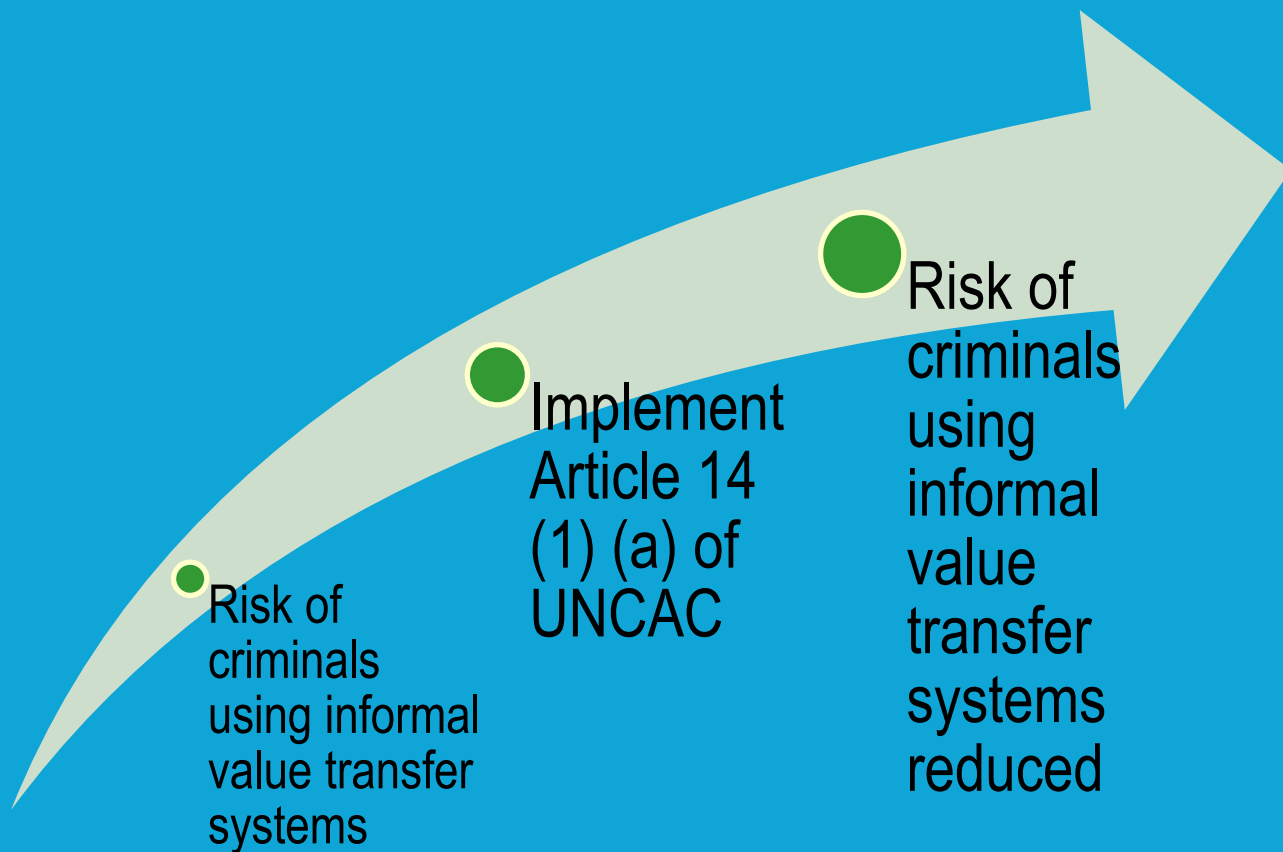 Risk of
criminals
using informal
value transfer
systems
Implement
Article 14
(1) (a) of
UNCAC
Risk of
criminals
using
informal
value
transfer
systems
reduced